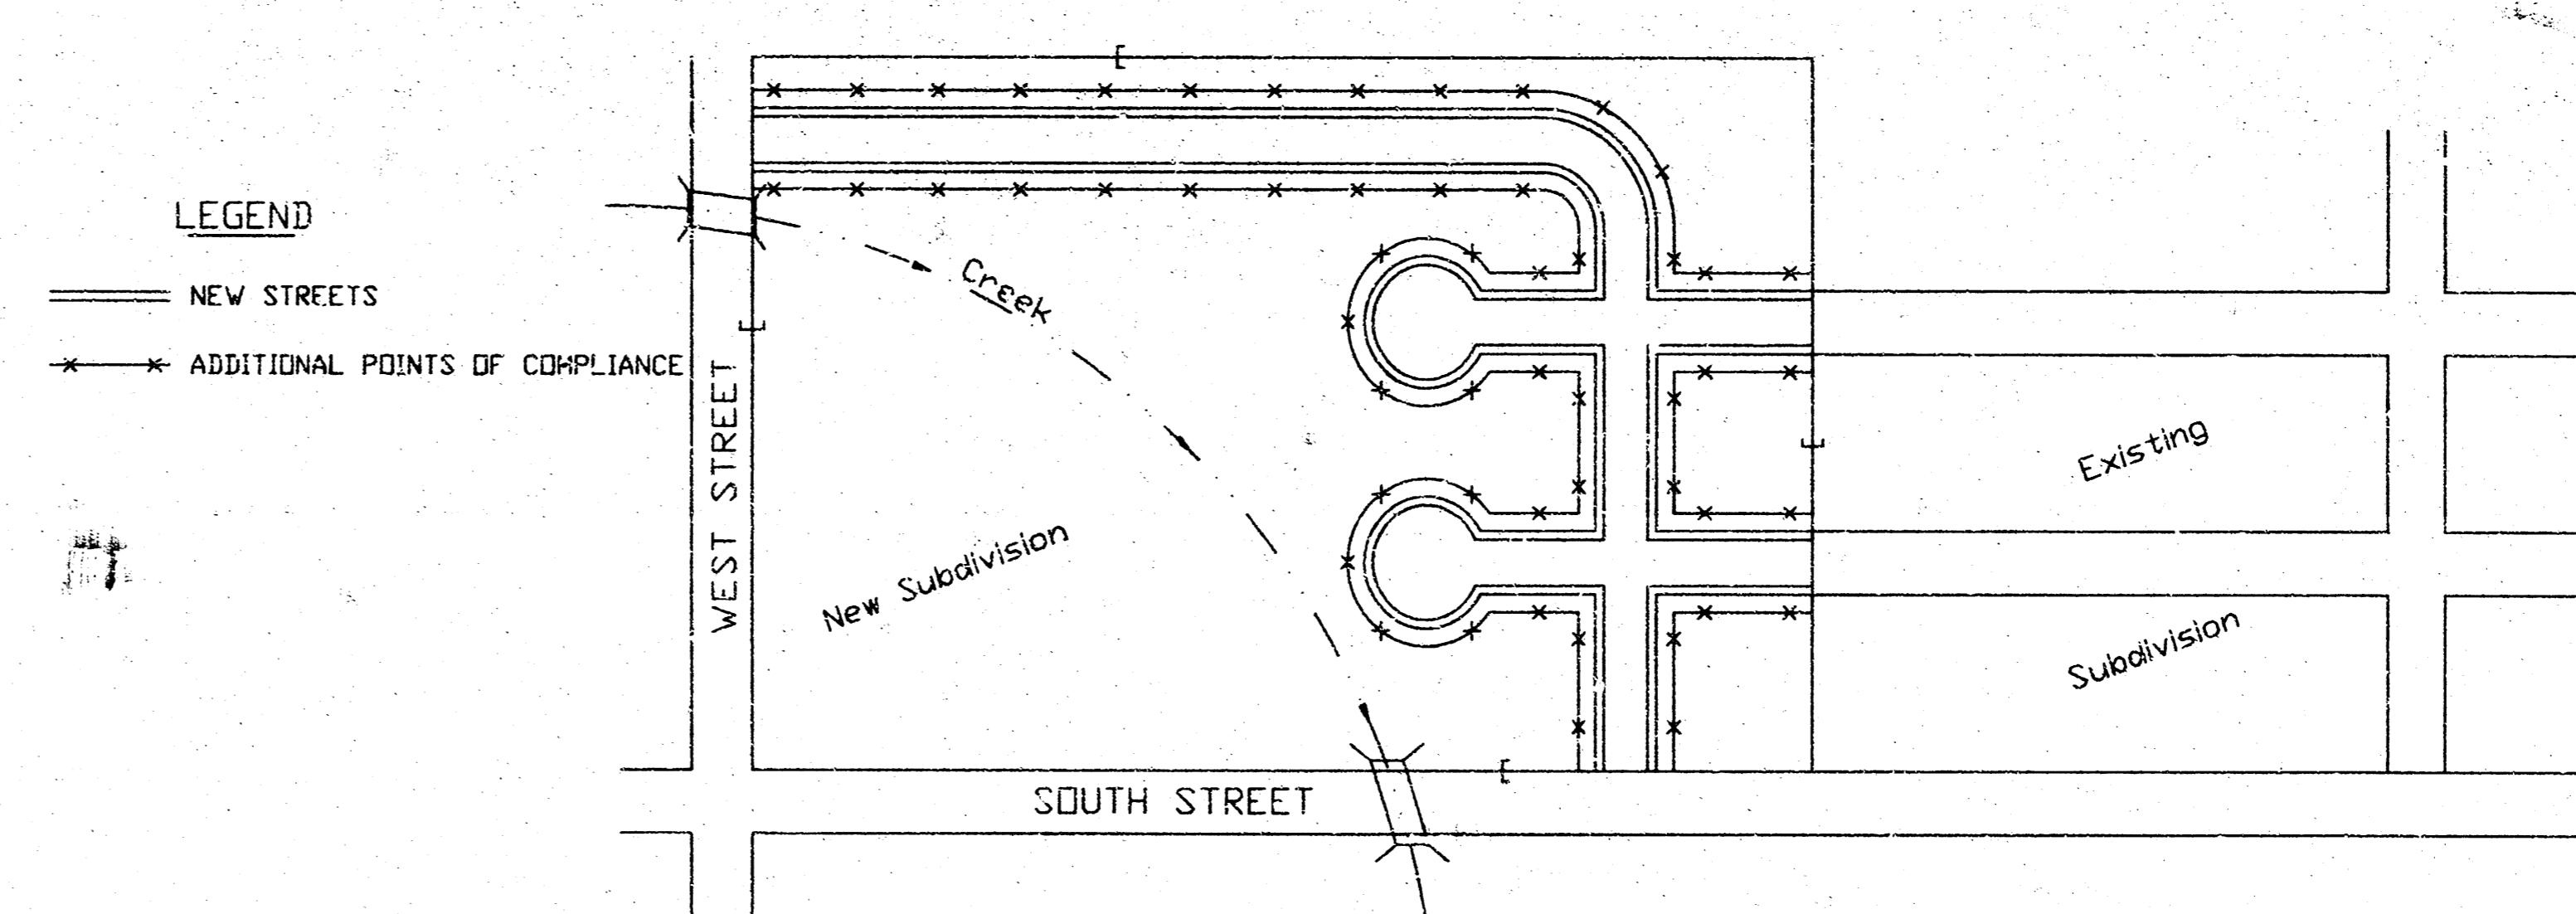 LEGEND
NEW STREETS
ADDITIONAL POINTS OF COMPLIANCE
WEST STREET
Creek
New Subdivision
SOUTH STREET
Existing
Subdivision